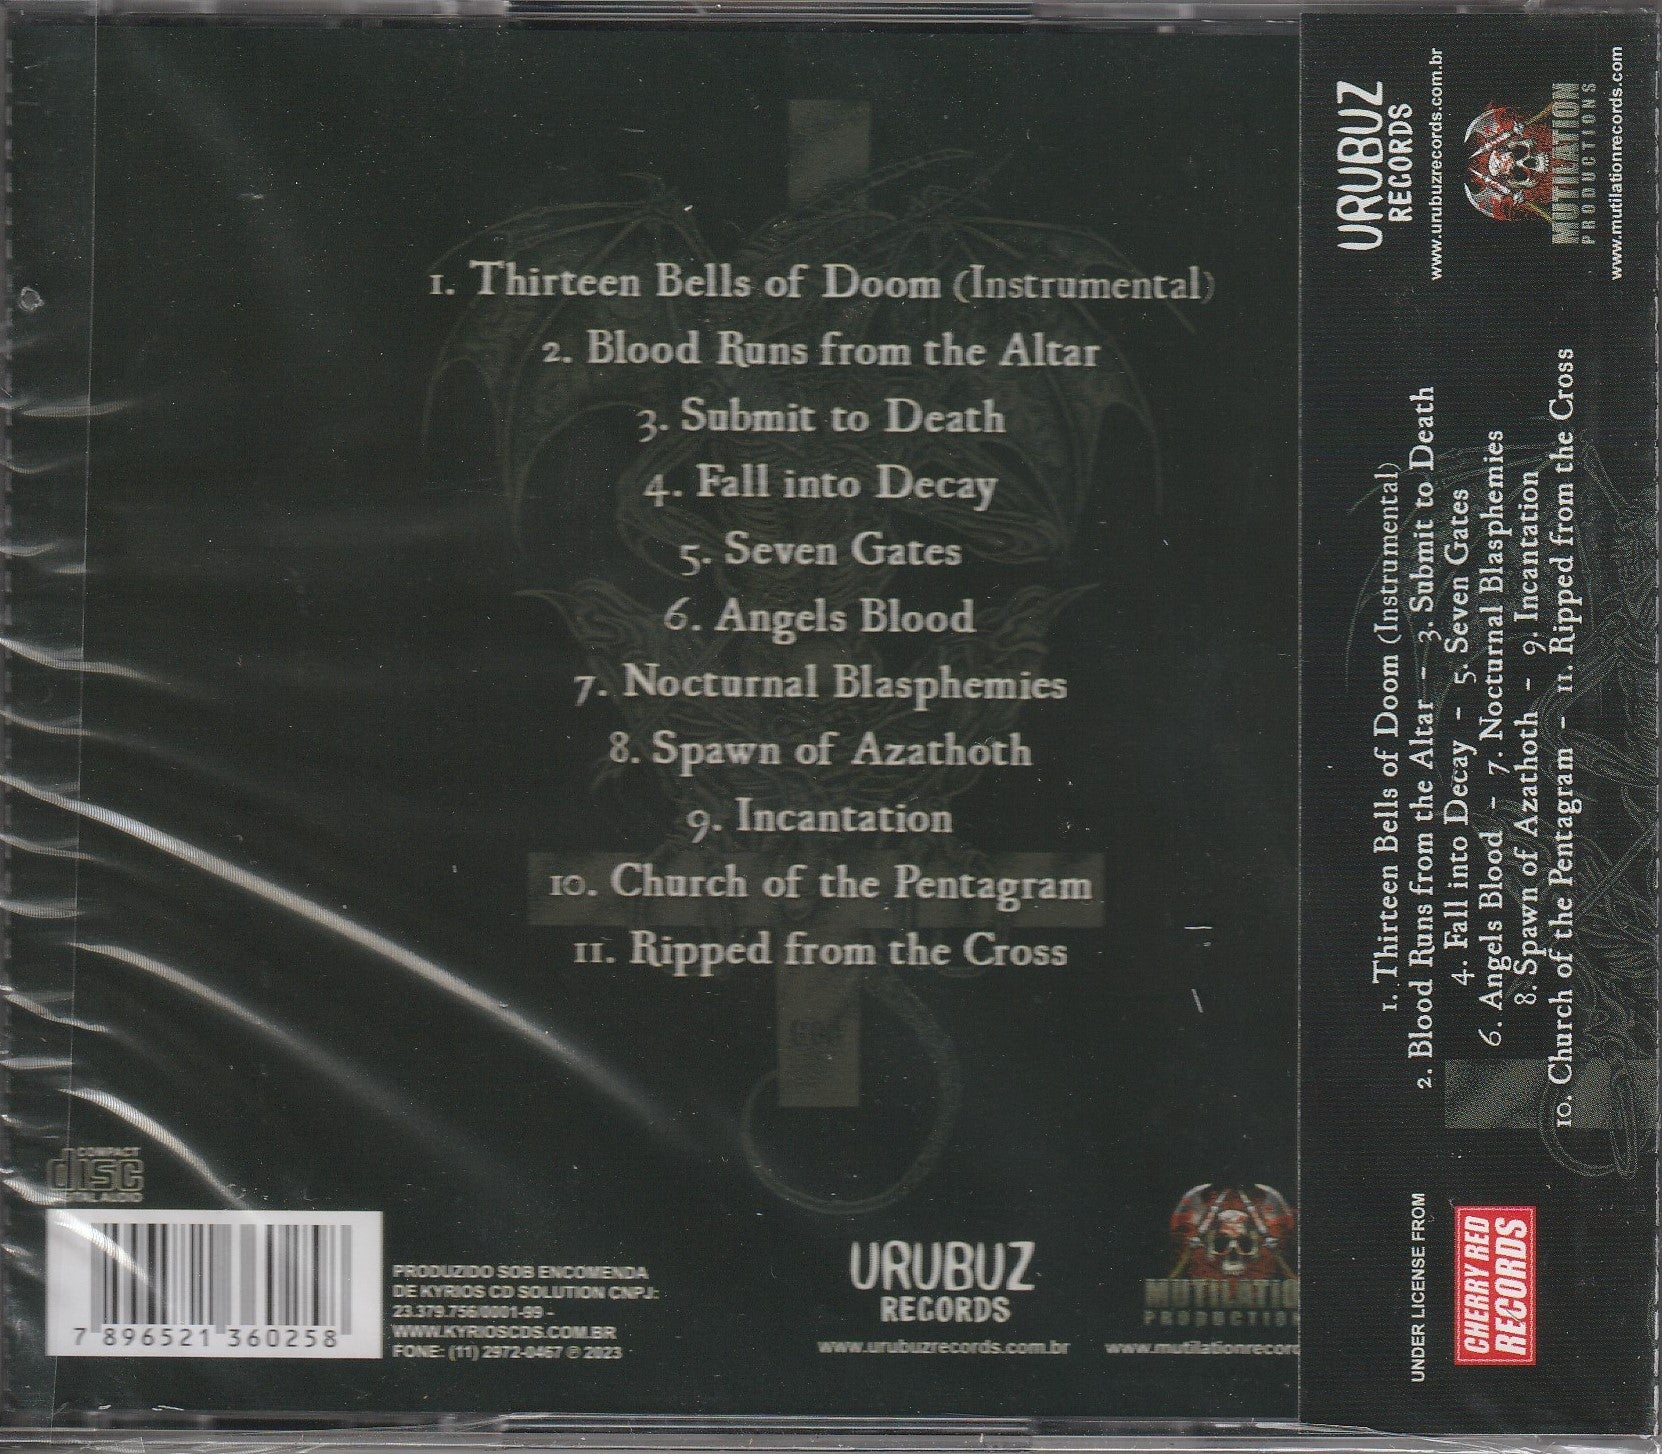 1. Thirteen Bells of Doom (Instrumental)
2. Blood Runs from the Altar
3. Submit to Death
4. Fall into Decay
5. Seven Gates
6. Angels Blood
7. Nocturnal Blasphemies
8. Spawn of Azathoth
9. Incantation
10. Church of the Pentagram
11. Ripped from the Cross
COMPACT
disc
DIGITAL AUDIO
7 896521 360258
PRODUZIDO SOB ENCOMENDA
DE KYRIOS CD SOLUTION CNPJ:
23.379.756/0001-99 -
WWW.KYRIOSCDS.COM.BR
FONE: (11) 2972-0467 ℗ 2023
URUBUZ
RECORDS
www.urubuzrecords.com.br
MUTILATION
PRODUCTION
www.mutilationrecor
URUBUZ
RECORDS
www.urubuzrecords.com.br
MUTILATION
PRODUCTIONS
www.mutilationrecords.com
1. Thirteen Bells of Doom (Instrumental)
2. Blood Runs from the Altar - 3. Submit to Death
4. Fall into Decay - 5. Seven Gates
6. Angels Blood - 7. Nocturnal Blasphemies
8. Spawn of Azathoth - 9. Incantation
10. Church of the Pentagram - 11. Ripped from the Cross
UNDER LICENSE FROM
CHERRY RED
RECORDS